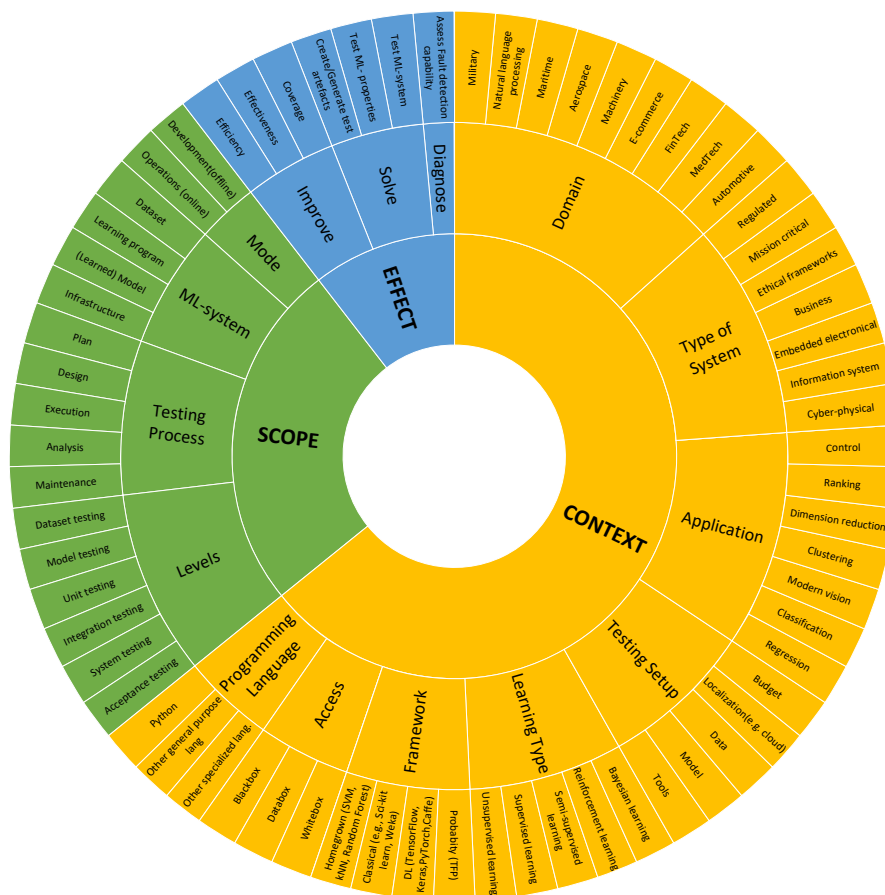 EFFECT
CONTEXT
SCOPE
Domain
Military
Natural language
processing
Maritime
Aerospace
Machinery
E-commerce
FinTech
MedTech
Automotive
Type of
System
Regulated
Mission critical
Ethical frameworks
Business
Embedded electronical
Information system
Cyber-physical
Application
Control
Ranking
Dimension reduction
Clustering
Modern vision
Classification
Regression
Testing Setup
Budget
Localization(e.g. cloud)
Data
Model
Tools
Learning Type
Bayesian learning
Reinforcement learning
Semi-supervised
learning
Supervised learning
Unsupervised learning
Framework
Probabity (TFP)
DL (TensorFlow,
Keras,PyTorch,Caffe)
Classical (e.g., Sci-kit
learn, Weka)
Homegrown (SVM,
kNN, Random Forest)
Access
Whitebox
Databox
Blackbox
Programming
Language
Other specialized lang.
Other general purpose
lang
Python
Levels
Acceptance testing
System testing
Integration testing
Unit testing
Model testing
Dataset testing
Testing
Process
Maintenance
Analysis
Execution
Design
Plan
ML-system
Infrastructure
(Learned) Model
Learning program
Dataset
Mode
Operations (online)
Development(offline)
Improve
Efficiency
Effectiveness
Coverage
Solve
Create/Generate test
artefacts
Test ML- properties
Test ML-system
Diagnose
Assess Fault detection
capability